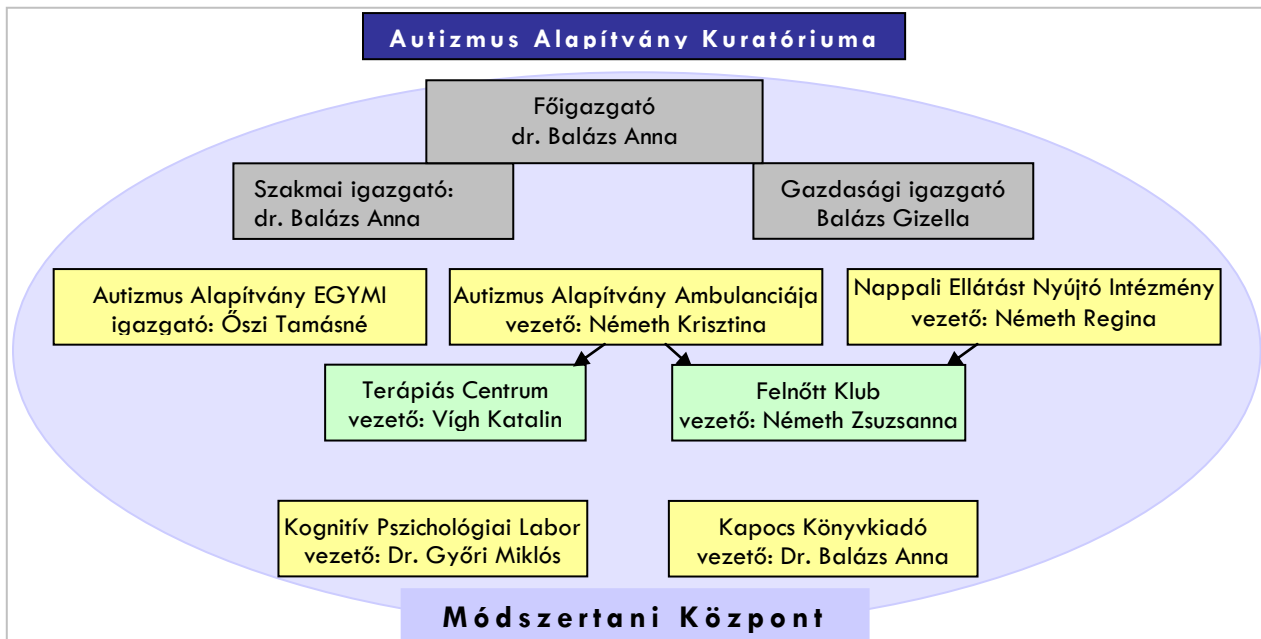 Autizmus Alapítvány Kuratóriuma
Főigazgató
dr. Balázs Anna
Szakmai igazgató:
dr. Balázs Anna
Gazdasági igazgató
Balázs Gizella
Autizmus Alapítvány EGYMI
igazgató: Őszi Tamásné
Autizmus Alapítvány Ambulanciája
vezető: Németh Krisztina
Nappali Ellátást Nyújtó Intézmény
vezető: Németh Regina
Terápiás Centrum
vezető: Vígh Katalin
Felnőtt Klub
vezető: Németh Zsuzsanna
Kognitív Pszichológiai Labor
vezető: Dr. Győri Miklós
Kapocs Könyvkiadó
vezető: Dr. Balázs Anna
Módszertani Központ